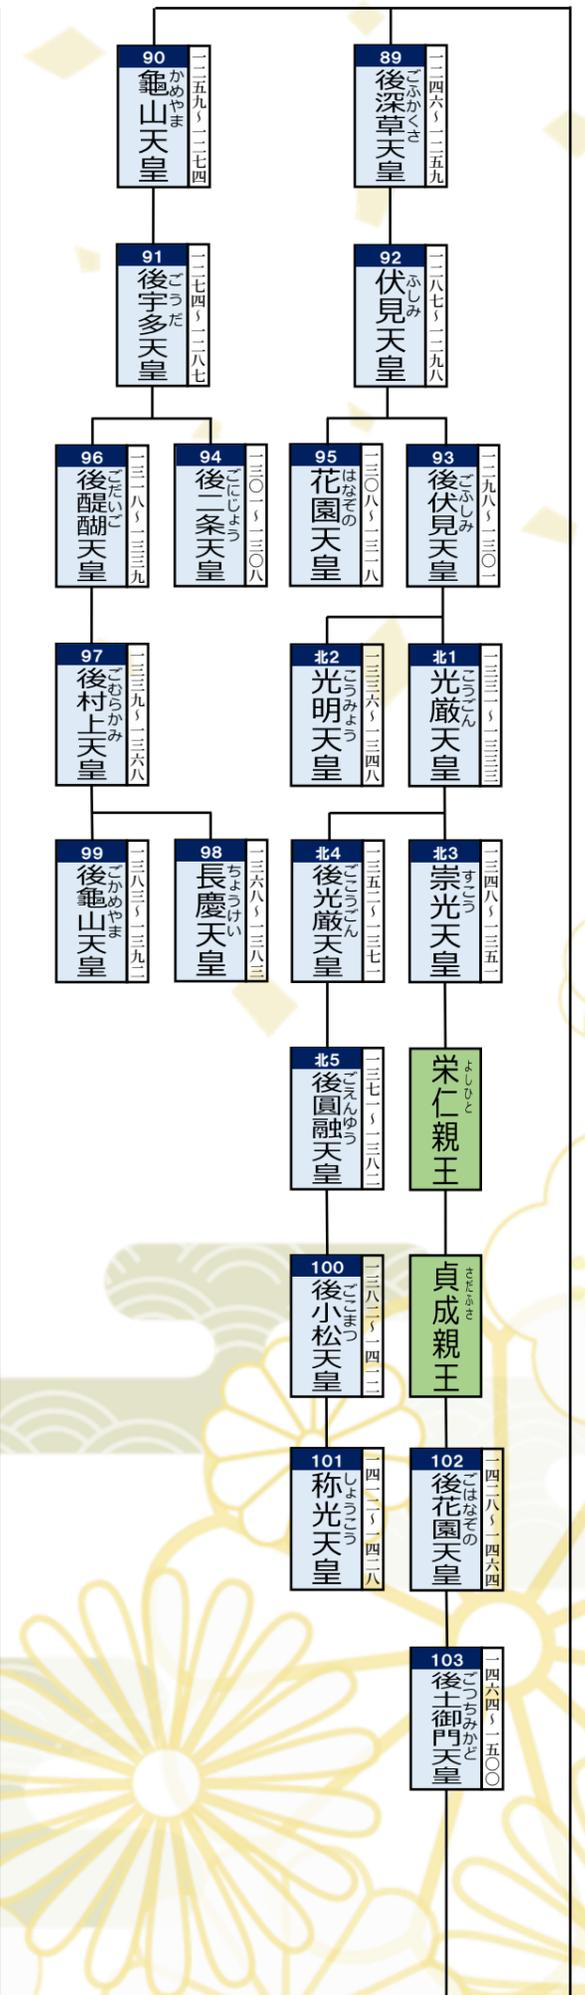 89
後深草天皇
ごふかくさ
一二四六〜一二五九
90
龜山天皇
かめやま
一二五九〜一二七四
92
伏見天皇
ふしみ
一二八七〜一二九八
91
後宇多天皇
ごうだ
一二七四〜一二八七
93
後伏見天皇
ごふしみ
一二九八〜一三〇一
95
花園天皇
はなぞの
一三〇八〜一三一八
94
後二条天皇
ごにじょう
一三〇一〜一三〇八
96
後醍醐天皇
ごだいご
一三一八〜一三三九
北1
光厳天皇
こうごん
一三三一〜一三三三
北2
光明天皇
こうみょう
一三三六〜一三四八
97
後村上天皇
ごむらかみ
一三三九〜一三六八
北3
崇光天皇
すこう
一三四八〜一三五一
北4
後光厳天皇
ごこうごん
一三五二〜一三七一
98
長慶天皇
ちょうけい
一三六八〜一三八三
99
後龜山天皇
ごかめやま
一三八三〜一三九二
栄仁親王
よしひと
北5
後圓融天皇
ごえんゆう
一三七一〜一三八二
貞成親王
さだふさ
100
後小松天皇
ごこまつ
一三八二〜一四一二
102
後花園天皇
ごはなぞの
一四二八〜一四六四
101
称光天皇
しょうこう
一四一二〜一四二八
103
後土御門天皇
ごつちみかど
一四六四〜一五〇〇